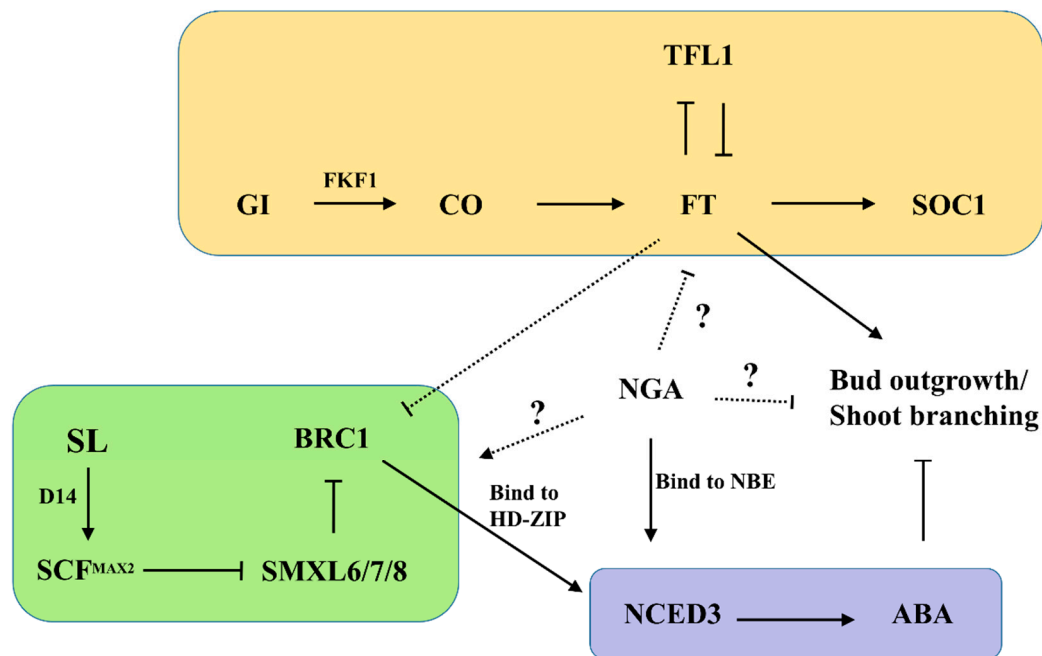 TFL1
FKF1
GI
CO
FT
SOC1
?
?
NGA
Bud outgrowth/
Shoot branching
?
SL
BRC1
D14
Bind to
HD-ZIP
Bind to NBE
SCFMAX2
SMXL6/7/8
NCED3
ABA